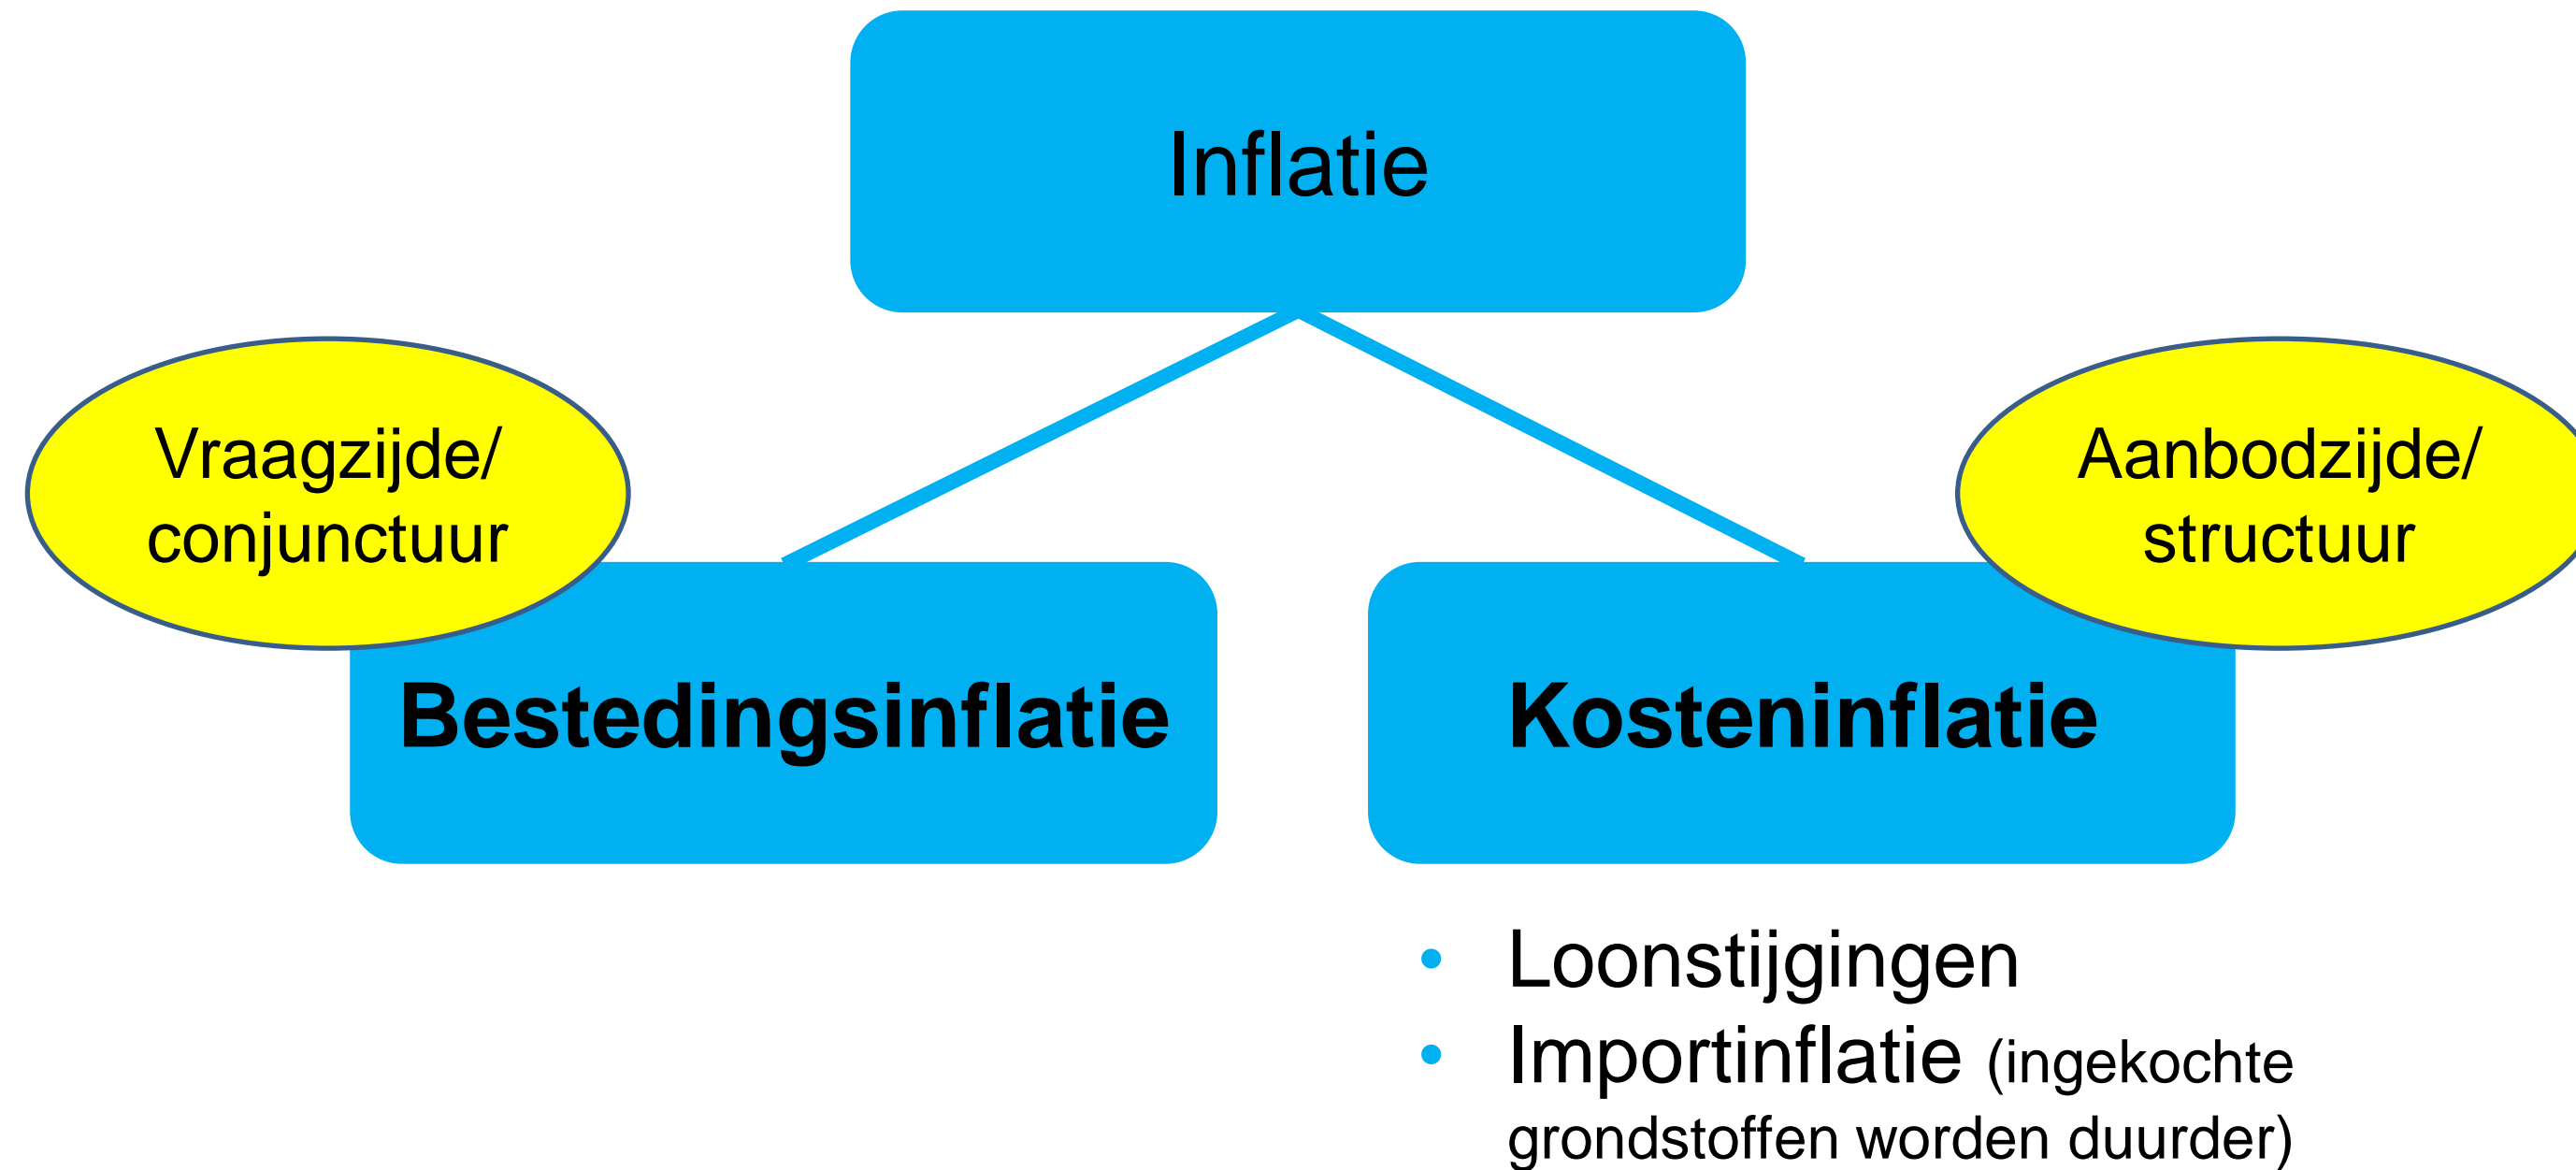 Inflatie
Vraagzijde/
conjunctuur
Aanbodzijde/
structuur
Bestedingsinflatie
Kosteninflatie
• Loonstijgingen
• Importinflatie (ingekochte
grondstoffen worden duurder)